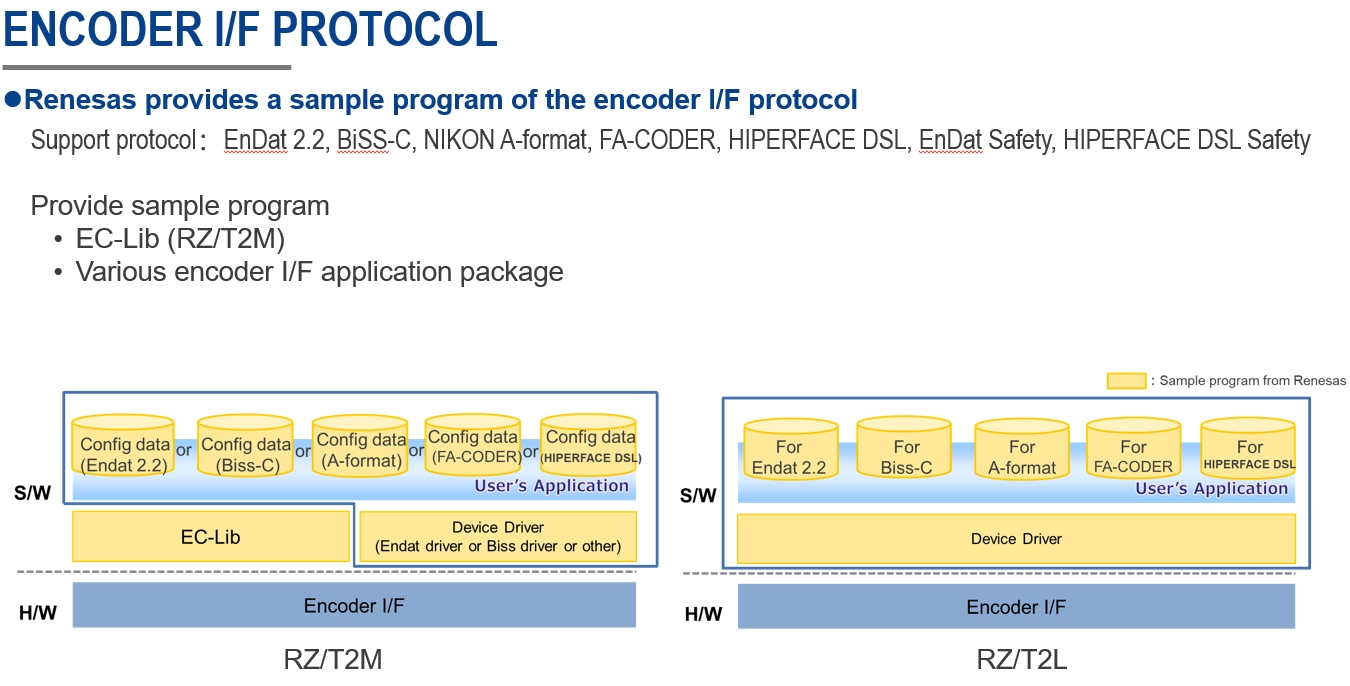 ENCODER I/F PROTOCOL
●Renesas provides a sample program of the encoder I/F protocol
Support protocol： EnDat 2.2, BiSS-C, NIKON A-format, FA-CODER, HIPERFACE DSL, EnDat Safety, HIPERFACE DSL Safety
Provide sample program
• EC-Lib (RZ/T2M)
• Various encoder I/F application package
: Sample program from Renesas
Config data
(Endat 2.2)
or
Config data
(Biss-C)
or
Config data
(A-format)
or
Config data
(FA-CODER)
or
Config data
(HIPERFACE DSL)
User's Application
S/W
EC-Lib
Device Driver
(Endat driver or Biss driver or other)
H/W
Encoder I/F
RZ/T2M
For
Endat 2.2
For
Biss-C
For
A-format
For
FA-CODER
For
HIPERFACE DSL
User's Application
S/W
Device Driver
H/W
Encoder I/F
RZ/T2L